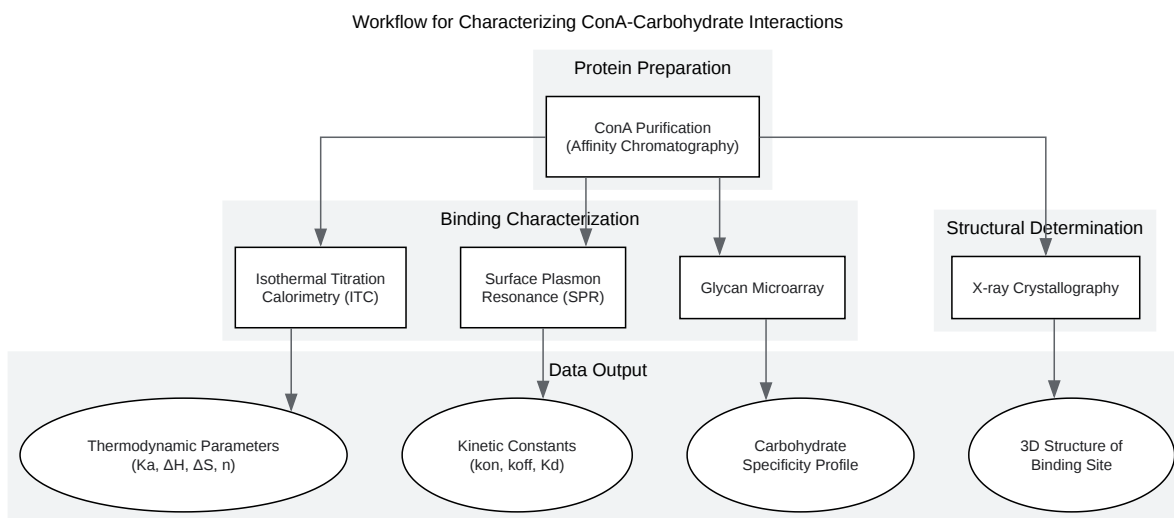 Workflow for Characterizing ConA-Carbohydrate Interactions
Protein Preparation
ConA Purification
(Affinity Chromatography)
Binding Characterization
Structural Determination
Isothermal Titration
Calorimetry (ITC)
Surface Plasmon
Resonance (SPR)
Glycan Microarray
X-ray Crystallography
Data Output
Thermodynamic Parameters
(Ka, ΔH, ΔS, n)
Kinetic Constants
(kon, koff, Kd)
Carbohydrate
Specificity Profile
3D Structure of
Binding Site